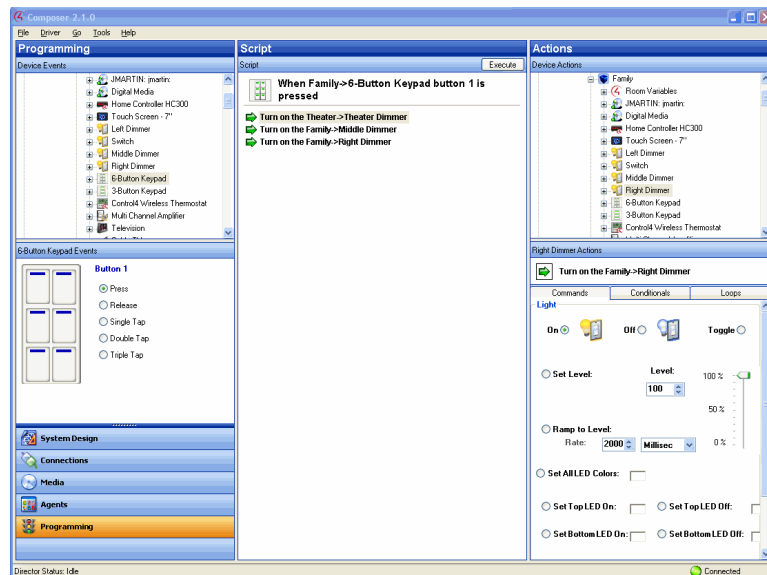 Composer 2.1.0
File Driver Go Tools Help
Programming
Device Events
JMARTIN: jmartin:
Digital Media
Home Controller HC300
Touch Screen - 7"
Left Dimmer
Switch
Middle Dimmer
Right Dimmer
6-Button Keypad
3-Button Keypad
Control4 Wireless Thermostat
Multi Channel Amplifier
Television
6-Button Keypad Events
Button 1
Press
Release
Single Tap
Double Tap
Triple Tap
System Design
Connections
Media
Agents
Programming
Director Status: Idle
Script
Script Execute
When Family->6-Button Keypad button 1 is
pressed
Turn on the Theater->Theater Dimmer
Turn on the Family->Middle Dimmer
Turn on the Family->Right Dimmer
Actions
Device Actions
Family
Room Variables
JMARTIN: jmartin:
Digital Media
Home Controller HC300
Touch Screen - 7"
Left Dimmer
Switch
Middle Dimmer
Right Dimmer
6-Button Keypad
3-Button Keypad
Control4 Wireless Thermostat
Right Dimmer Actions
Turn on the Family->Right Dimmer
Commands Conditionals Loops
Light
On Off Toggle
Set Level: Level: 100 %
100
50 %
Ramp to Level:
Rate: 2000 Millisec 0 %
Set All LED Colors:
Set Top LED On: Set Top LED Off:
Set Bottom LED On: Set Bottom LED Off:
Connected